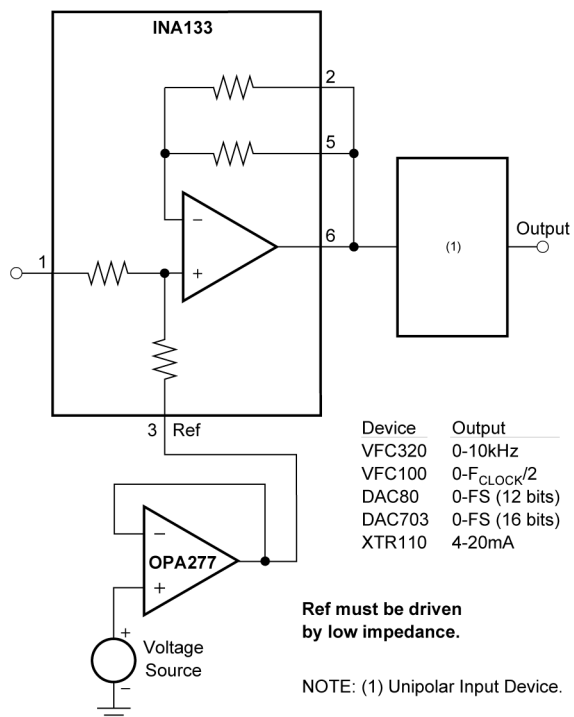 INA133
2
5
6
1
−
+
(1)
Output
3 Ref
Device Output
VFC320 0-10kHz
VFC100 0-FCLOCK/2
DAC80 0-FS (12 bits)
DAC703 0-FS (16 bits)
XTR110 4-20mA
−
OPA277
+
+
Voltage
Source
−
Ref must be driven
by low impedance.
NOTE: (1) Unipolar Input Device.